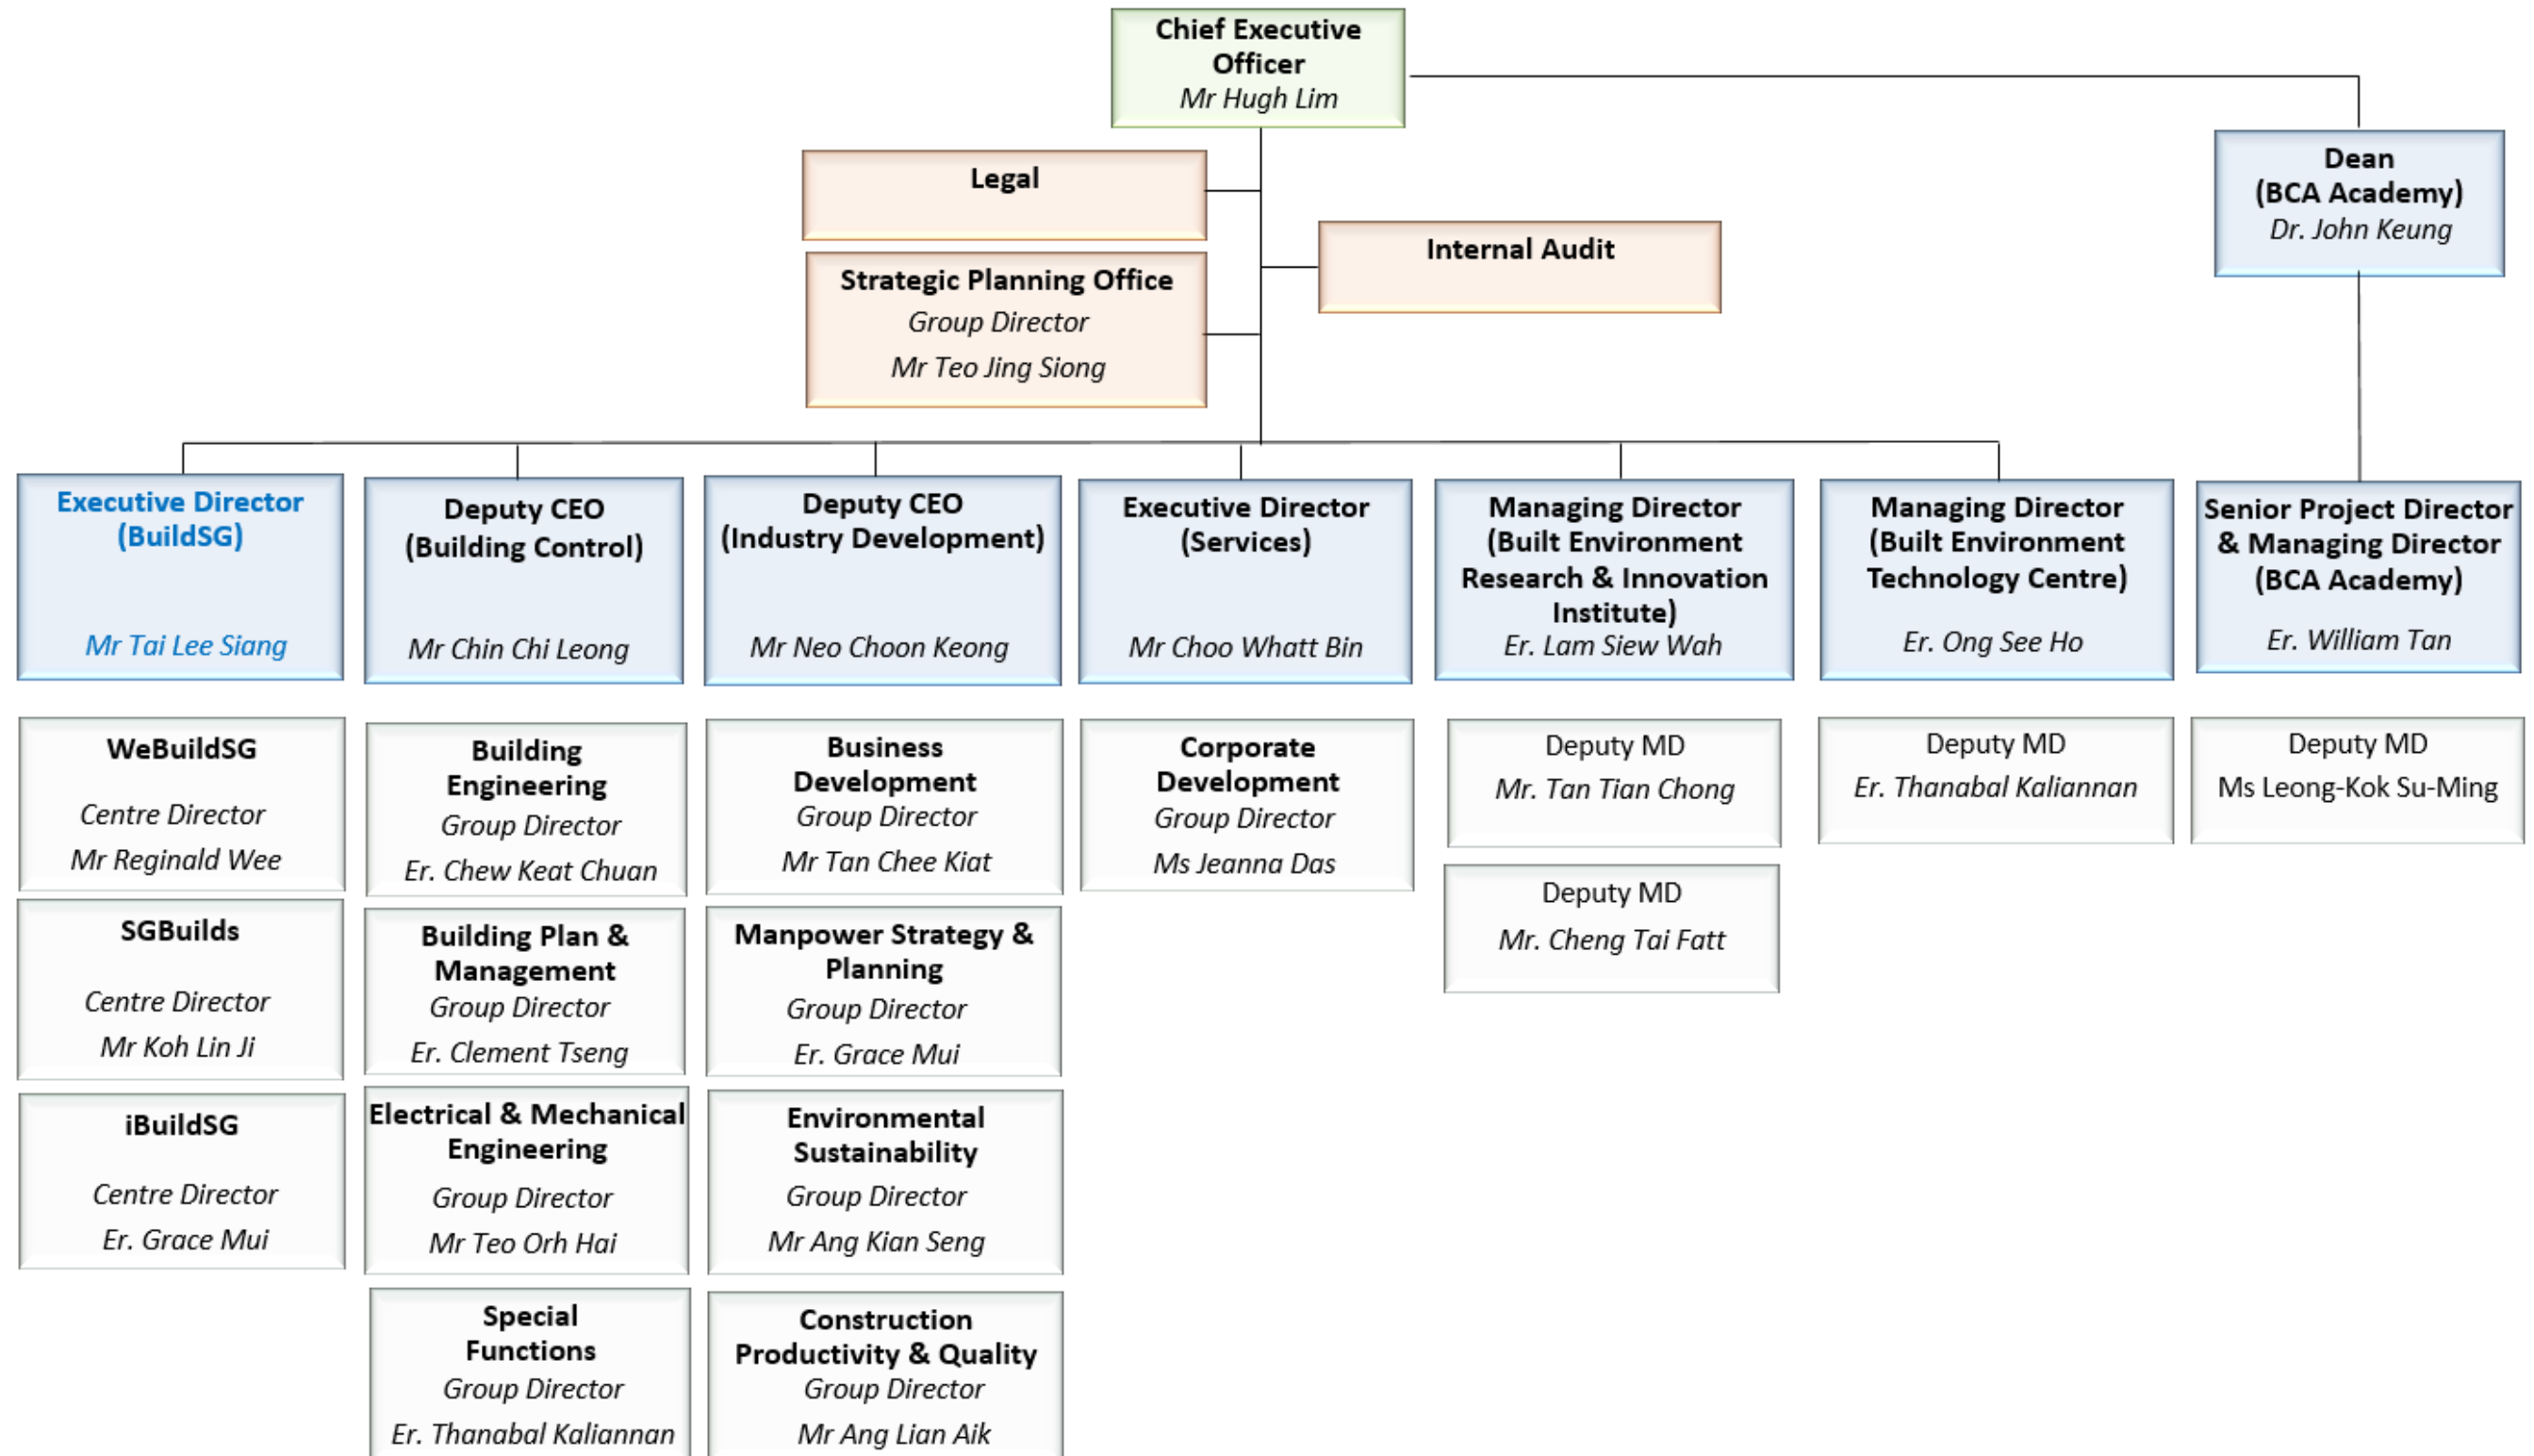 Chief Executive
Officer
Mr Hugh Lim
Dean
(BCA Academy)
Dr. John Keung
Legal
Internal Audit
Strategic Planning Office
Group Director
Mr Teo Jing Siong
Executive Director
(BuildSG)
Mr Tai Lee Siang
Deputy CEO
(Building Control)
Mr Chin Chi Leong
Deputy CEO
(Industry Development)
Mr Neo Choon Keong
Executive Director
(Services)
Mr Choo Whatt Bin
Managing Director
(Built Environment
Research & Innovation
Institute)
Er. Lam Siew Wah
Managing Director
(Built Environment
Technology Centre)
Er. Ong See Ho
Senior Project Director
& Managing Director
(BCA Academy)
Er. William Tan
WeBuildSG
Centre Director
Mr Reginald Wee
SGBuilds
Centre Director
Mr Koh Lin Ji
iBuildSG
Centre Director
Er. Grace Mui
Building
Engineering
Group Director
Er. Chew Keat Chuan
Building Plan &
Management
Group Director
Er. Clement Tseng
Electrical & Mechanical
Engineering
Group Director
Mr Teo Orh Hai
Special
Functions
Group Director
Er. Thanabal Kaliannan
Business
Development
Group Director
Mr Tan Chee Kiat
Manpower Strategy &
Planning
Group Director
Er. Grace Mui
Environmental
Sustainability
Group Director
Mr Ang Kian Seng
Construction
Productivity & Quality
Group Director
Mr Ang Lian Aik
Corporate
Development
Group Director
Ms Jeanna Das
Deputy MD
Mr. Tan Tian Chong
Deputy MD
Mr. Cheng Tai Fatt
Deputy MD
Er. Thanabal Kaliannan
Deputy MD
Ms Leong-Kok Su-Ming